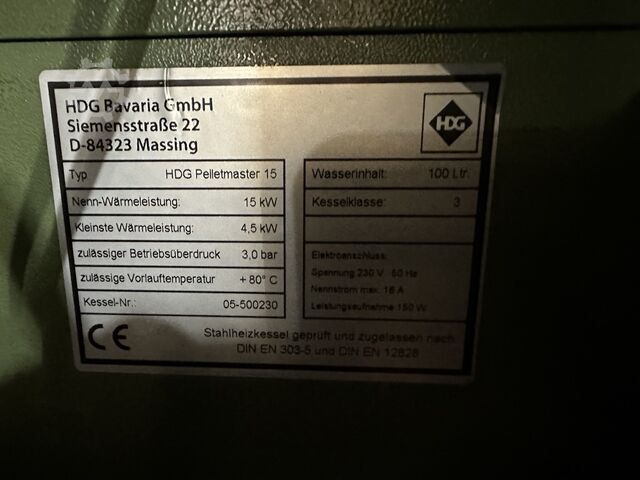 HDG Bavaria GmbH
Siemensstraße 22
D-84323 Massing
HDG
Typ HDG Pelletmaster 15
Nenn-Wärmeleistung: 15 kW
Kleinste Wärmeleistung: 4,5 kW
zulässiger Betriebsüberdruck 3,0 bar
zulässige Vorlauftemperatur + 80° C
Kessel-Nr.: 05-500230
Wasserinhalt: 100 Ltr.
Kesselklasse: 3
Elektroanschluss:
Spannung 230 V 50 Hz
Nennstrom max. 16 A
Leistungsaufnahme 150 W
CE
Stahlheizkessel geprüft und zugelassen nach
DIN EN 303-5 und DIN EN 12828